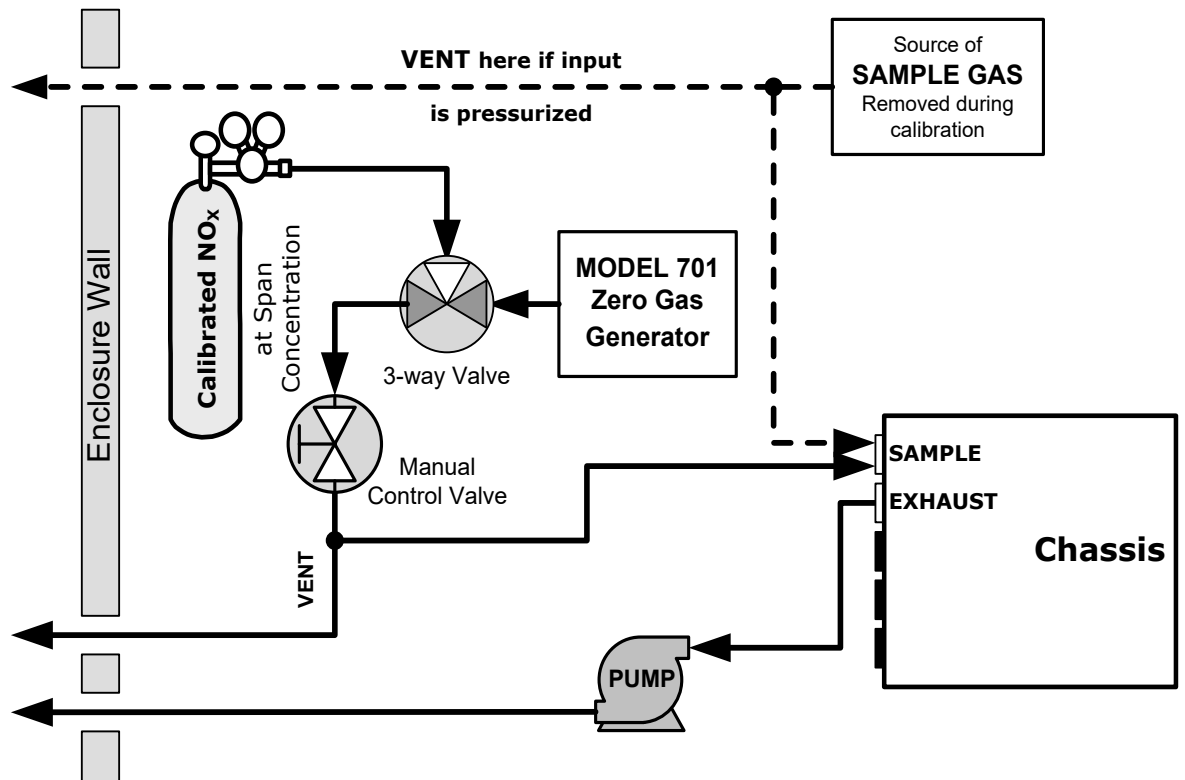 VENT here if input
is pressurized
Source of
SAMPLE GAS
Removed during
calibration
Enclosure Wall
Calibrated NOX
at Span
Concentration
3-way Valve
MODEL 701
Zero Gas
Generator
Manual
Control Valve
VENT
SAMPLE
EXHAUST
Chassis
PUMP